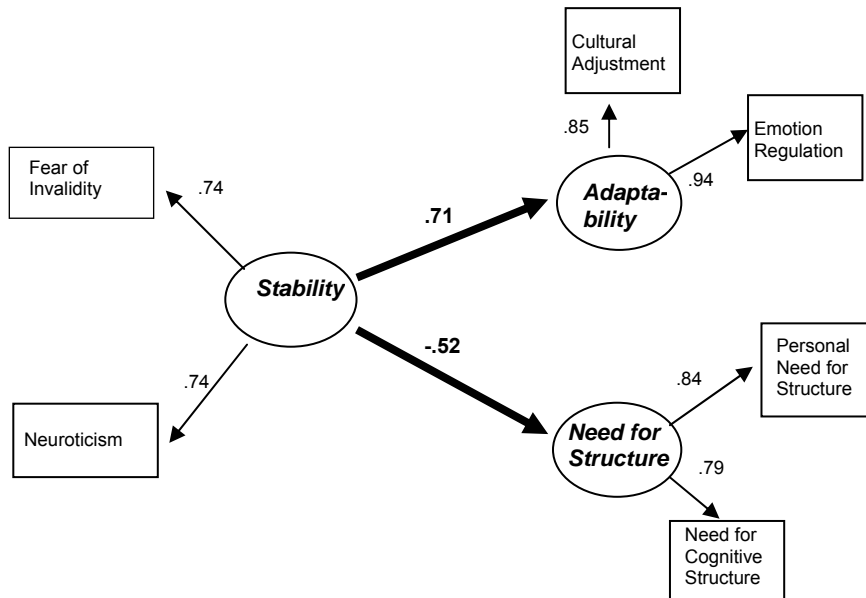 Cultural
Adjustment
.85
Emotion
Regulation
.94
Adapta-
bility
Fear of
Invalidity
.74
.71
Stability
-.52
.74
Neuroticism
Personal
Need for
Structure
.84
Need for
Structure
.79
Need for
Cognitive
Structure